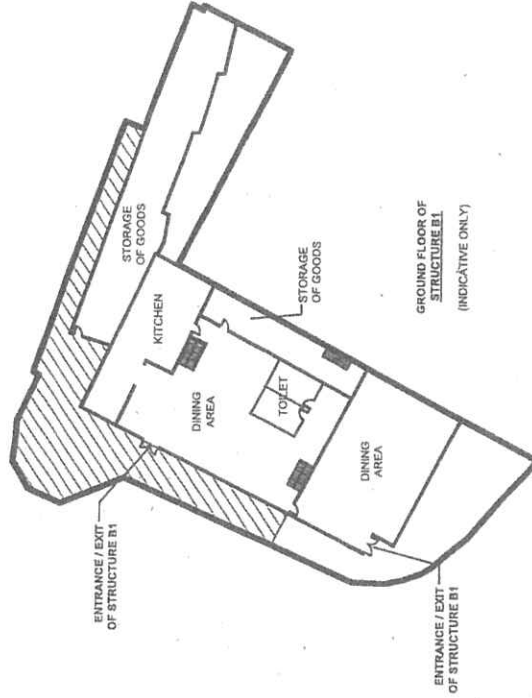 STORAGE
OF GOODS
KITCHEN
STORAGE
OF GOODS
DINING
AREA
TOILET
DINING
AREA
ENTRANCE / EXIT
OF STRUCTURE B1
ENTRANCE / EXIT
OF STRUCTURE B1
GROUND FLOOR OF
STRUCTURE B1
(INDICATIVE ONLY)